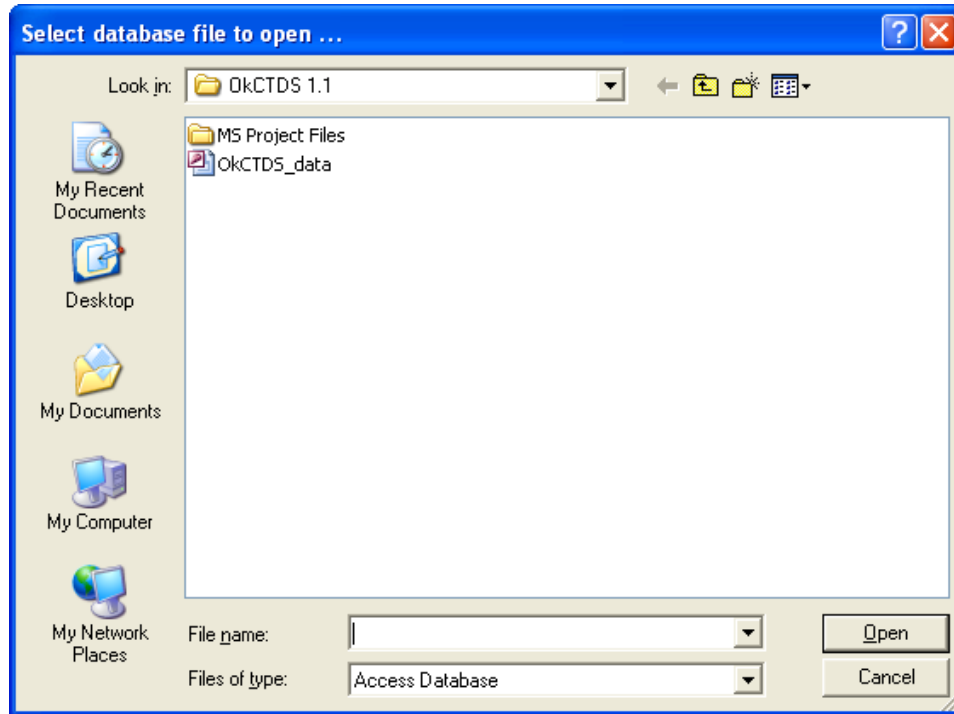 Select database file to open ...
Look in: OkCTDS 1.1
MS Project Files
OkCTDS_data
My Recent
Documents
Desktop
My Documents
My Computer
My Network
Places
File name:
Open
Files of type: Access Database
Cancel